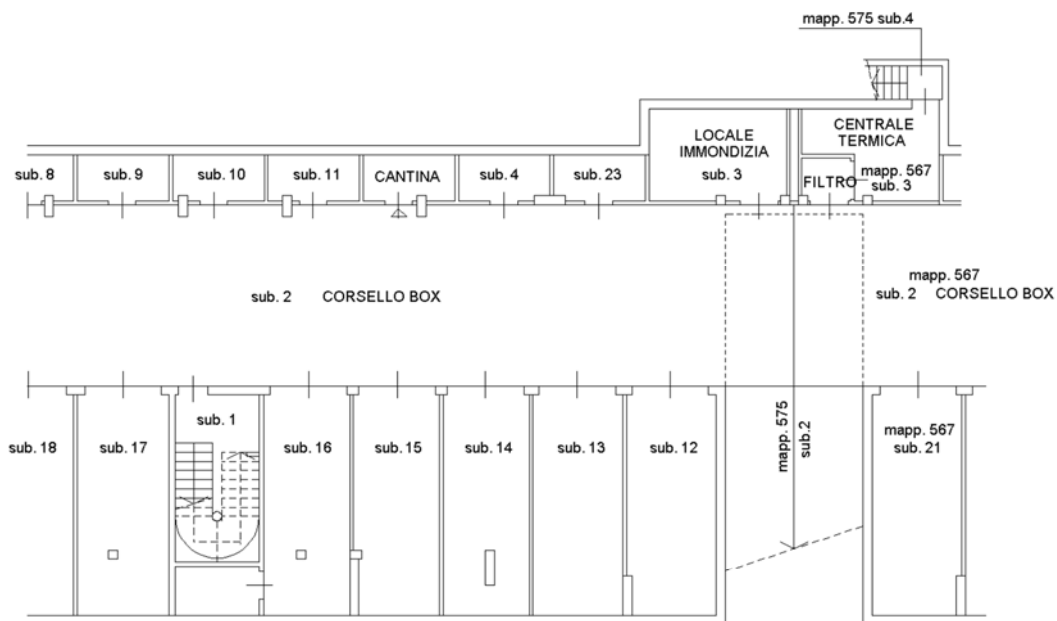 mapp. 575 sub.4
LOCALE
IMMONDIZIA
sub. 3
CENTRALE
TERMICA
sub. 8
sub. 9
sub. 10
sub. 11
CANTINA
sub. 4
sub. 23
FILTRO
mapp. 567
sub. 3
sub. 2 CORSELLO BOX
mapp. 567
sub. 2 CORSELLO BOX
sub. 18
sub. 17
sub. 1
sub. 16
sub. 15
sub. 14
sub. 13
sub. 12
mapp. 575
sub.2
mapp. 567
sub. 21